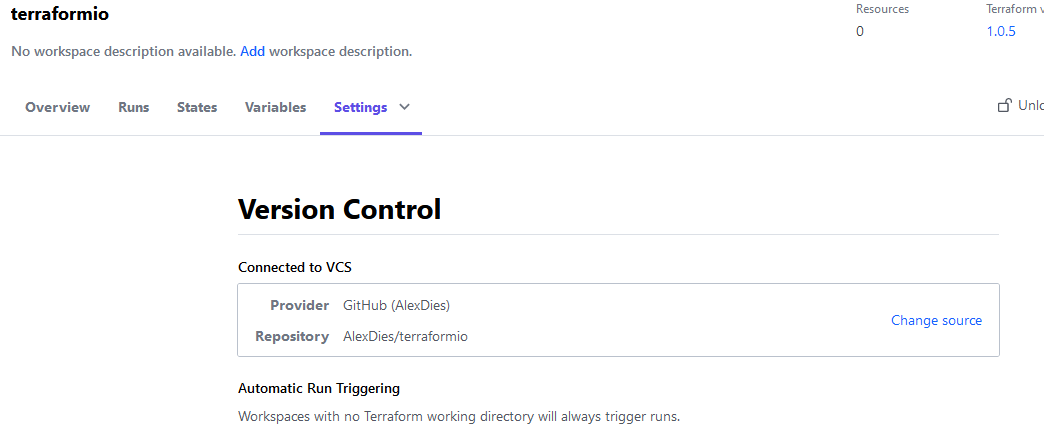 terraformio
Resources
Terraform
0
1.0.5
No workspace description available. Add workspace description.
Overview Runs States Variables Settings
Version Control
Connected to VCS
Provider GitHub (AlexDies)
Repository AlexDies/terraformio
Change source
Automatic Run Triggering
Workspaces with no Terraform working directory will always trigger runs.